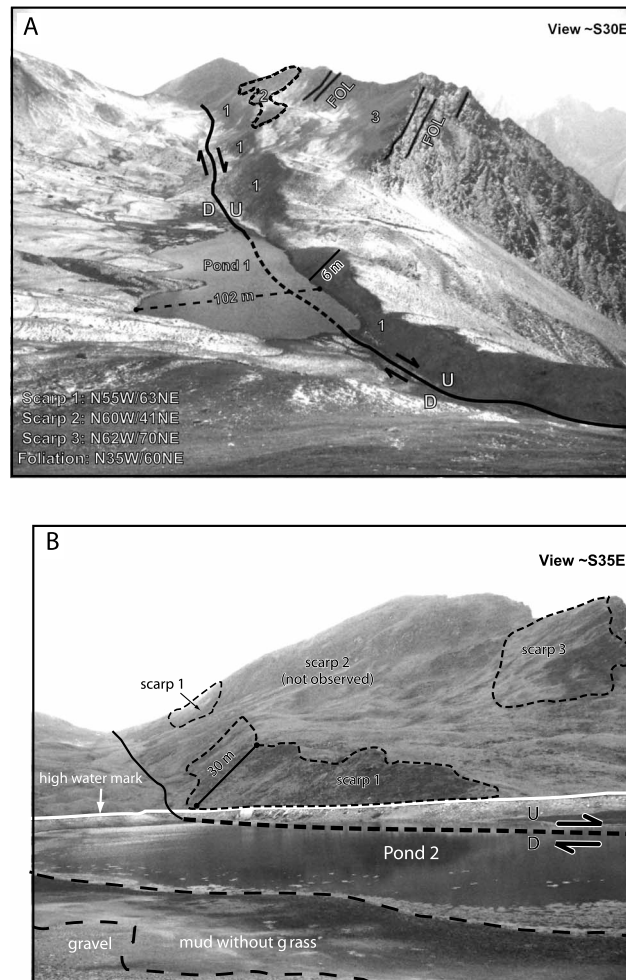 A
View ~S30E
1
2
FOL
3
FOL
1
1
D
U
Pond 1
6 m
102 m
1
U
D
Scarp 1: N55W/63NE
Scarp 2: N60W/41NE
Scarp 3: N62W/70NE
Foliation: N35W/60NE
B
View ~S35E
scarp 3
scarp 2
(not observed)
scarp 1
30 m
scarp 1
high water mark
U
D
Pond 2
gravel
mud without grass